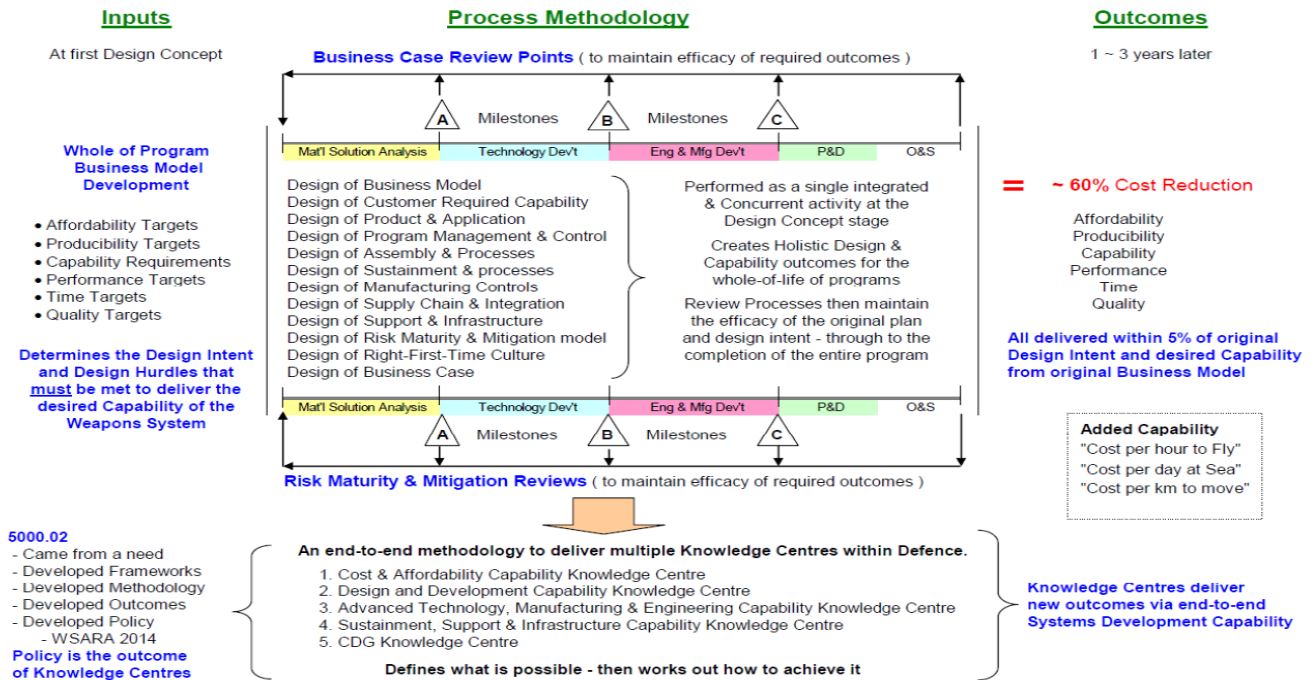 Inputs
At first Design Concept
Whole of Program
Business Model
Development
• Affordability Targets
• Producibility Targets
• Capability Requirements
• Performance Targets
• Time Targets
• Quality Targets
Determines the Design Intent
and Design Hurdles that
must be met to deliver the
desired Capability of the
Weapons System
Process Methodology
Business Case Review Points ( to maintain efficacy of required outcomes )
A Milestones B Milestones C
Mat'l Solution Analysis Technology Dev't Eng & Mfg Dev't P&D O&S
Design of Business Model
Design of Customer Required Capability
Design of Product & Application
Design of Program Management & Control
Design of Assembly & Processes
Design of Sustainment & processes
Design of Manufacturing Controls
Design of Supply Chain & Integration
Design of Support & Infrastructure
Design of Risk Maturity & Mitigation model
Design of Right-First-Time Culture
Design of Business Case
Performed as a single integrated
& Concurrent activity at the
Design Concept stage
Creates Holistic Design &
Capability outcomes for the
whole-of-life of programs
Review Processes then maintain
the efficacy of the original plan
and design intent - through to the
completion of the entire program
Mat'l Solution Analysis Technology Dev't Eng & Mfg Dev't P&D O&S
A Milestones B Milestones C
Risk Maturity & Mitigation Reviews ( to maintain efficacy of required outcomes )
Outcomes
1 ~ 3 years later
= ~ 60% Cost Reduction
Affordability
Producibility
Capability
Performance
Time
Quality
All delivered within 5% of original
Design Intent and desired Capability
from original Business Model
Added Capability
"Cost per hour to Fly"
"Cost per day at Sea"
"Cost per km to move"
5000.02
- Came from a need
- Developed Frameworks
- Developed Methodology
- Developed Outcomes
- Developed Policy
- WSARA 2014
Policy is the outcome
of Knowledge Centres
An end-to-end methodology to deliver multiple Knowledge Centres within Defence.
1. Cost & Affordability Capability Knowledge Centre
2. Design and Development Capability Knowledge Centre
3. Advanced Technology, Manufacturing & Engineering Capability Knowledge Centre
4. Sustainment, Support & Infrastructure Capability Knowledge Centre
5. CDG Knowledge Centre
Defines what is possible - then works out how to achieve it
Knowledge Centres deliver
new outcomes via end-to-end
Systems Development Capability